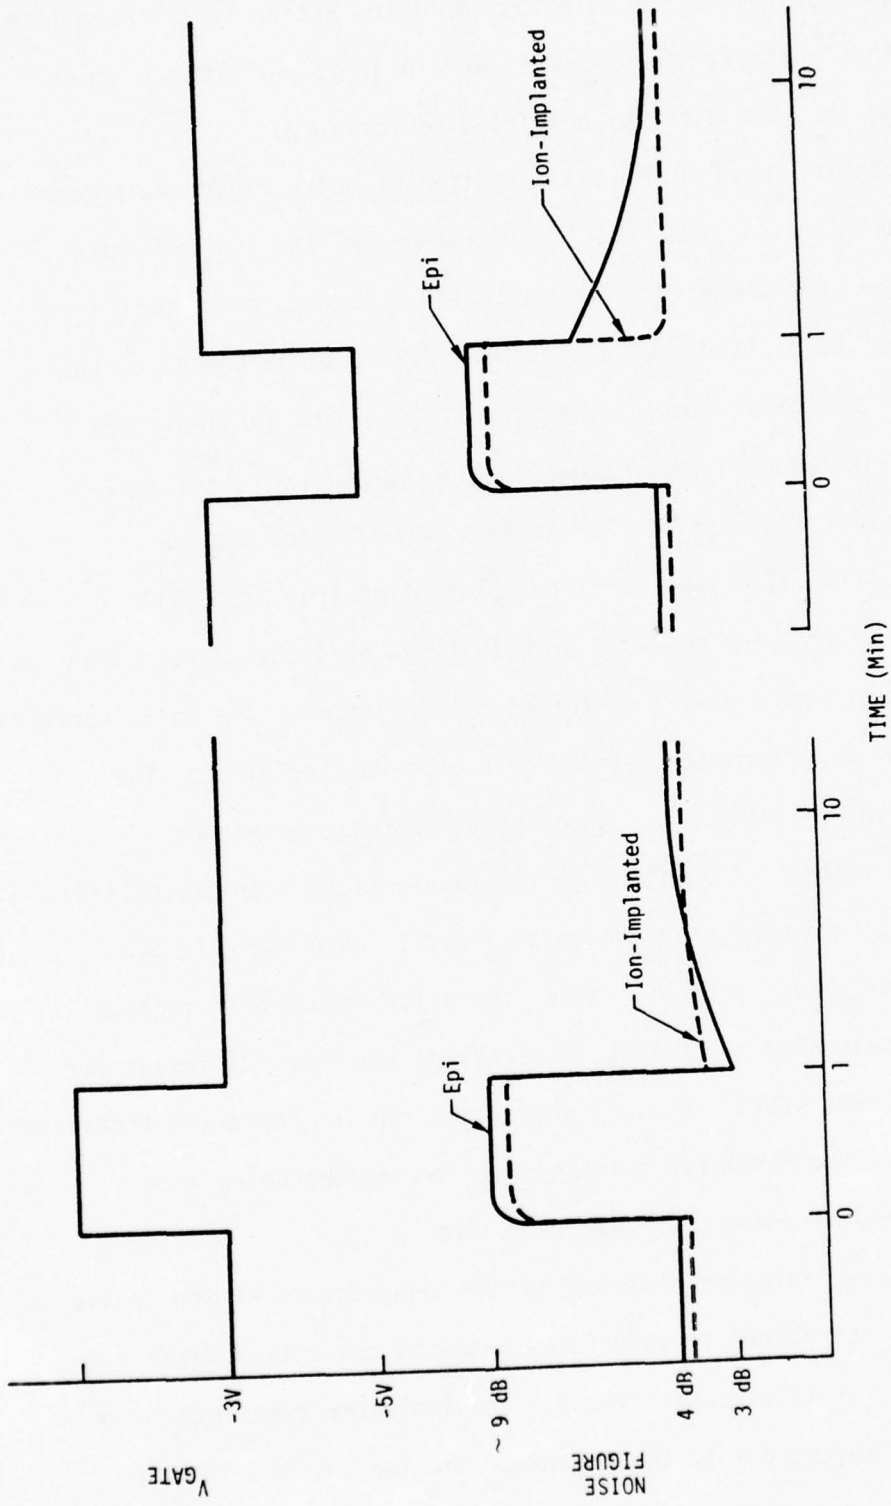 V
GATE
-3V
-5V
NOISE
FIGURE
~ 9 dB
4 dB
3 dB
Epi
Ion-Implanted
Epi
Ion-Implanted
0
1
10
0
1
10
TIME (Min)